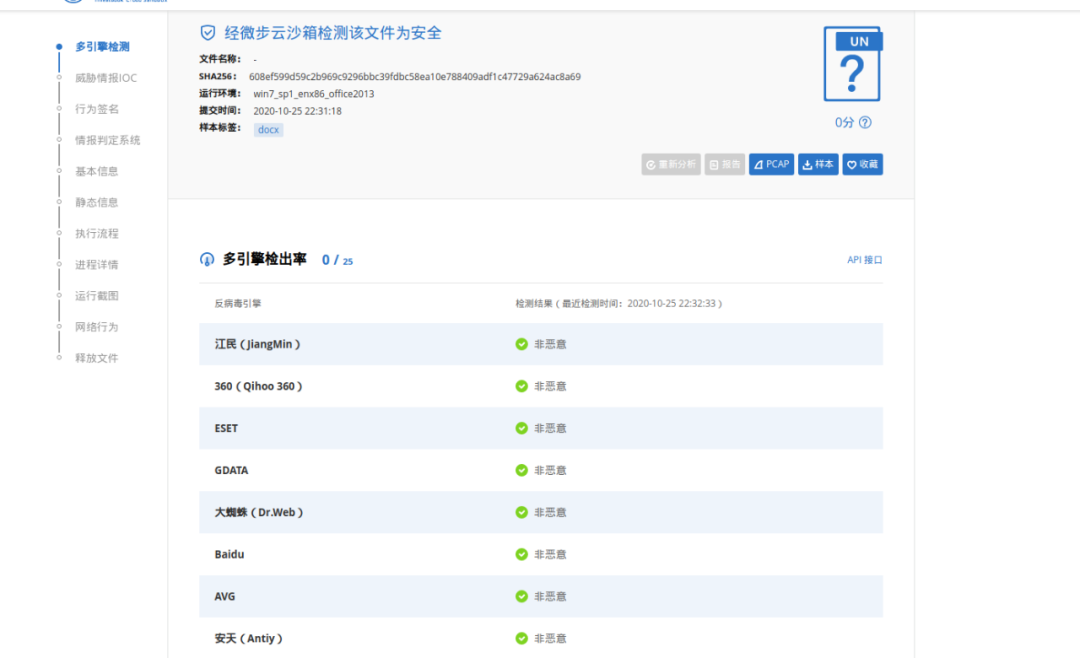 多引擎检测
威胁情报IOC
行为签名
情报判定系统
基本信息
静态信息
执行流程
进程详情
运行截图
网络行为
释放文件
经微步云沙箱检测该文件为安全
文件名称： -
SHA256： 608ef599d59c2b969c9296bbc39fdbc58ea10e788409adf1c47729a624ac8a69
运行环境： win7_sp1_enx86_office2013
提交时间： 2020-10-25 22:31:18
样本标签： docx
UN
?
0分 ?
重新分析 报告 PCAP 样本 收藏
多引擎检出率 0 / 25 API 接口
反病毒引擎 检测结果（最近检测时间：2020-10-25 22:32:33）
江民（JiangMin） 非恶意
360（Qihoo 360） 非恶意
ESET 非恶意
GDATA 非恶意
大蜘蛛（Dr.Web） 非恶意
Baidu 非恶意
AVG 非恶意
安天（Antiy） 非恶意